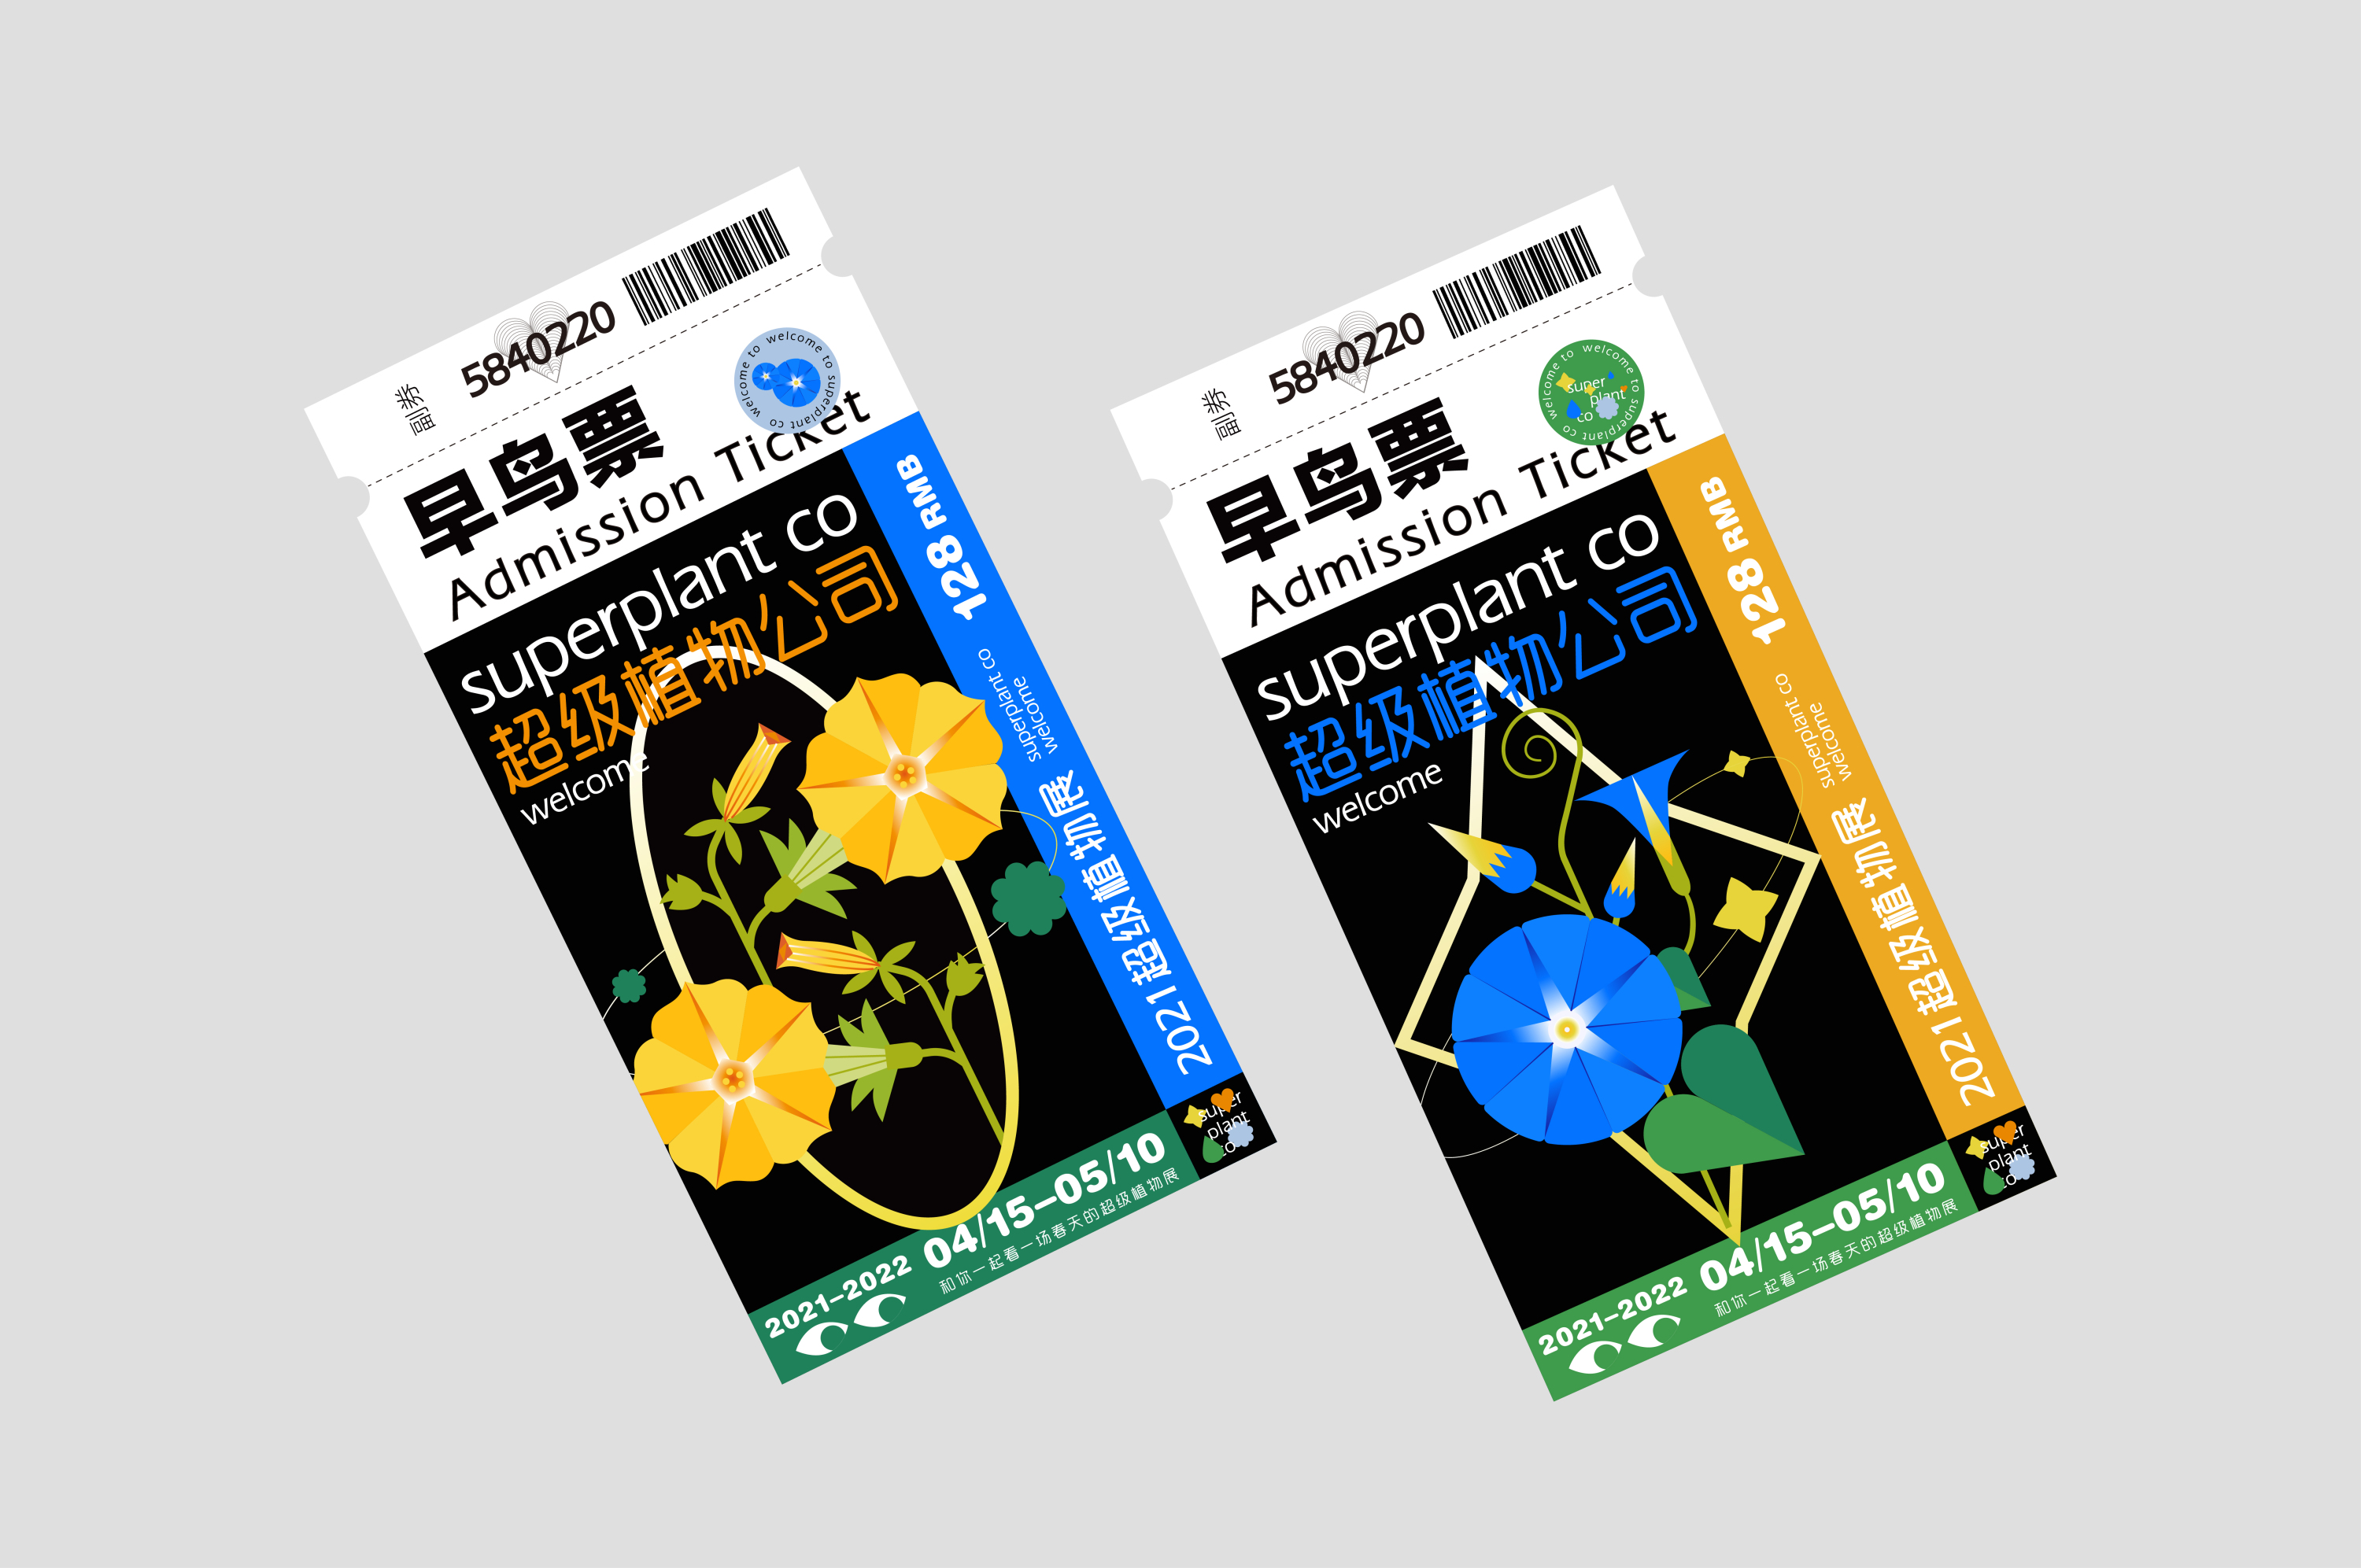 副券
5840220
welcome to superplant co welcome to
早鸟票
Admission Ticket
superplant co
超级植物公司
welcome
128 RMB
superplant co
superplant co
welcome
2021超级植物展
2021-2022
04/15-05/10
和你一起看一场春天的超级植物展
super
plant
co
副券
5840220
welcome to superplant co welcome to
super
plant
co
早鸟票
Admission Ticket
superplant co
超级植物公司
welcome
128 RMB
superplant co
superplant co
welcome
2021超级植物展
2021-2022
04/15-05/10
和你一起看一场春天的超级植物展
super
plant
co